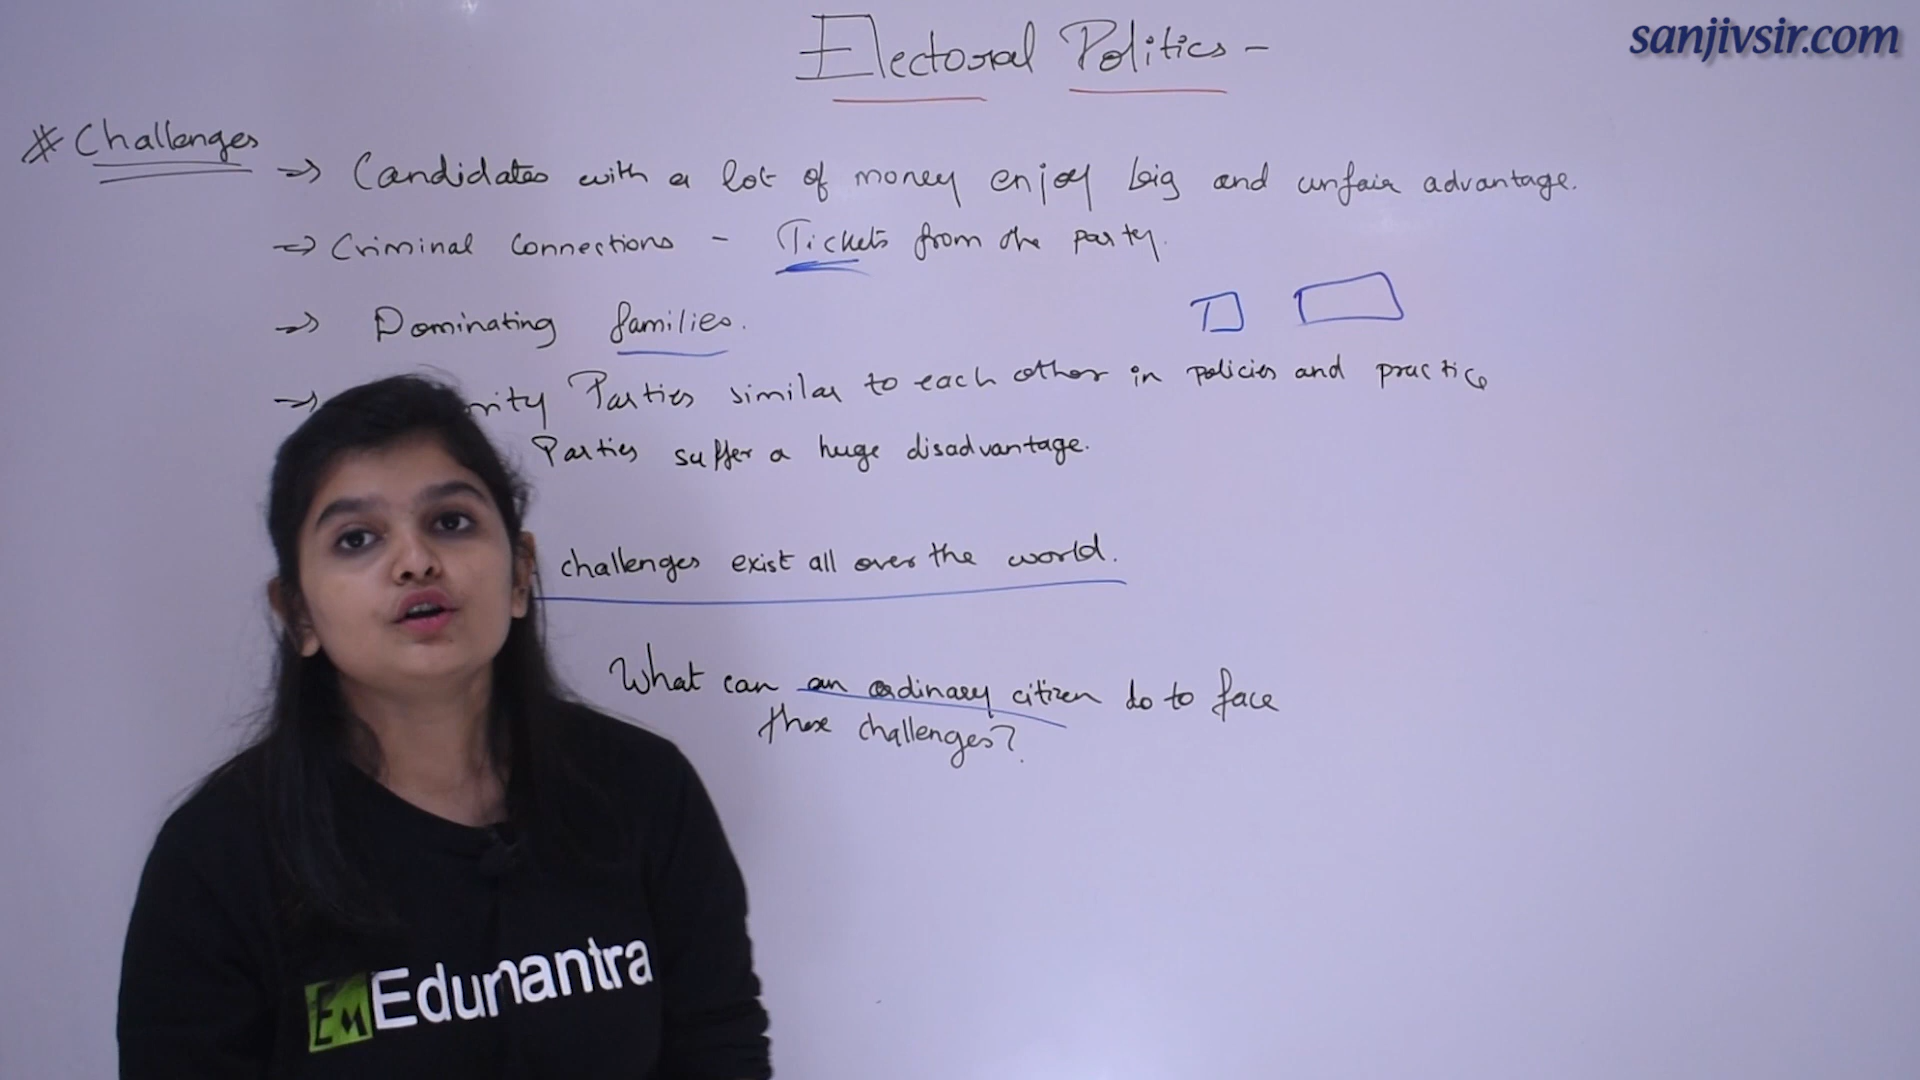 sanjivsir.com
Electoral Politics -
* Challenges
→ Candidates with a lot of money enjoy big and unfair advantage.
→ Criminal Connections - Tickets from the party.
→ Dominating families.
→ Parties similar to each other in policies and practice
Parties suffer a huge disadvantage.
challenges exist all over the world.
What can an ordinary citizen do to face
these challenges?
EM Edumantra